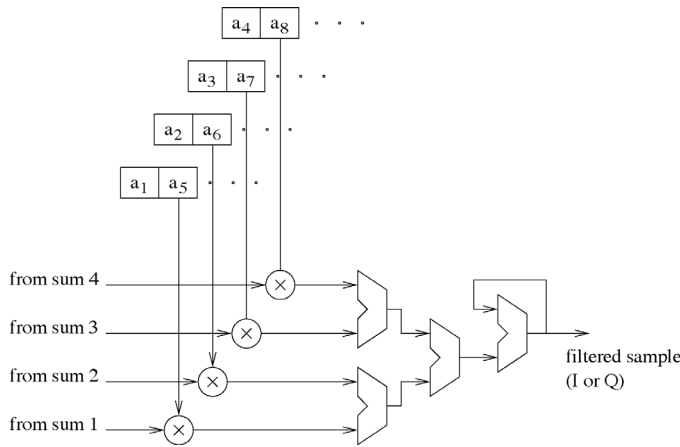 a4 a8 . . .
a3 a7 . . .
a2 a6 . . .
a1 a5 . . .
from sum 4
×
from sum 3
×
from sum 2
×
from sum 1
×
filtered sample
(I or Q)